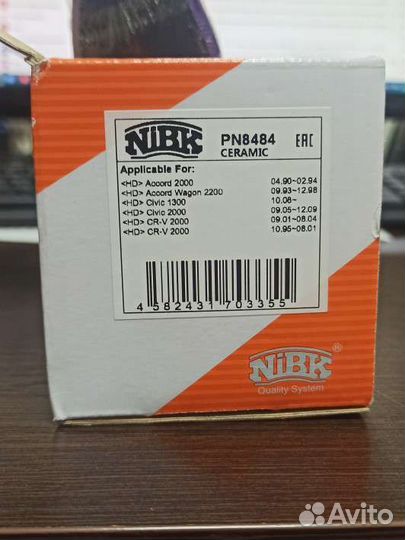 NiBK PN8484 EAC
CERAMIC
Applicable For:
<HD> Accord 2000 04.90~02.94
<HD> Accord Wagon 2200 09.93~12.98
<HD> Civic 1300 10.08~
<HD> Civic 2000 09.05~12.09
<HD> CR-V 2000 09.01~08.04
<HD> CR-V 2000 10.95~08.01
4 582431 703355
NiBK®
Quality System
Avito